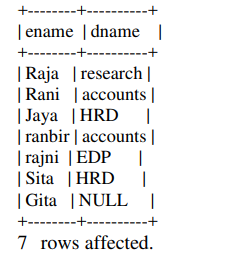 +--------+----------+
|ename |dname |
+--------+----------+
| Raja |research |
| Rani | accounts |
| Jaya | HRD |
| ranbir | accounts |
| rajni | EDP |
| Sita | HRD |
| Gita | NULL |
+--------+----------+
7 rows affected.